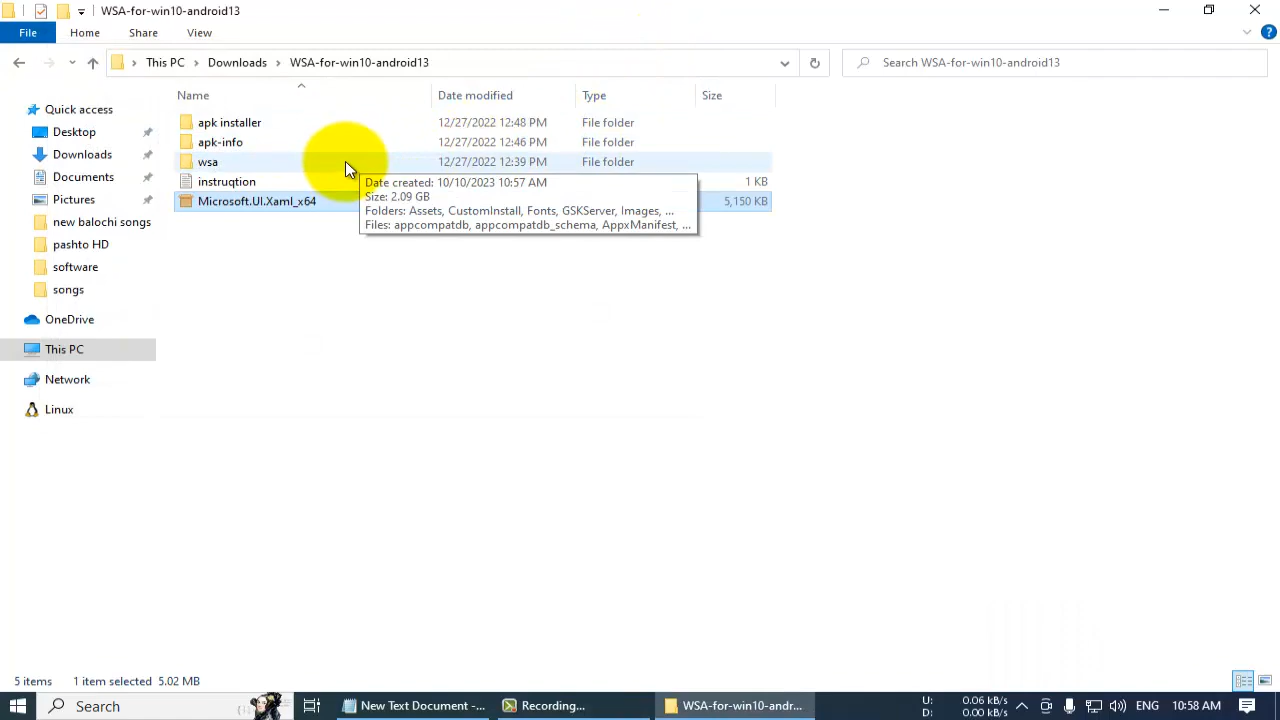 WSA-for-win10-android13
File Home Share View
This PC Downloads WSA-for-win10-android13 Search WSA-for-win10-android13
Name Date modified Type Size
Quick access
Desktop
Downloads
Documents
Pictures
new balochi songs
pashto HD
software
songs
OneDrive
This PC
Network
Linux
apk installer 12/27/2022 12:48 PM File folder
apk-info 12/27/2022 12:46 PM File folder
wsa 12/27/2022 12:39 PM File folder
instruqtion 1 KB
Microsoft.UI.Xaml_x64 5,150 KB
Date created: 10/10/2023 10:57 AM
Size: 2.09 GB
Folders: Assets, CustomInstall, Fonts, GSKServer, Images, ...
Files: appcompatdb, appcompatdb_schema, AppxManifest, ...
5 items 1 item selected 5.02 MB
Search New Text Document -... Recording... WSA-for-win10-andr... U: 0.06 kB/s ENG 10:58 AM
D: 0.00 kB/s